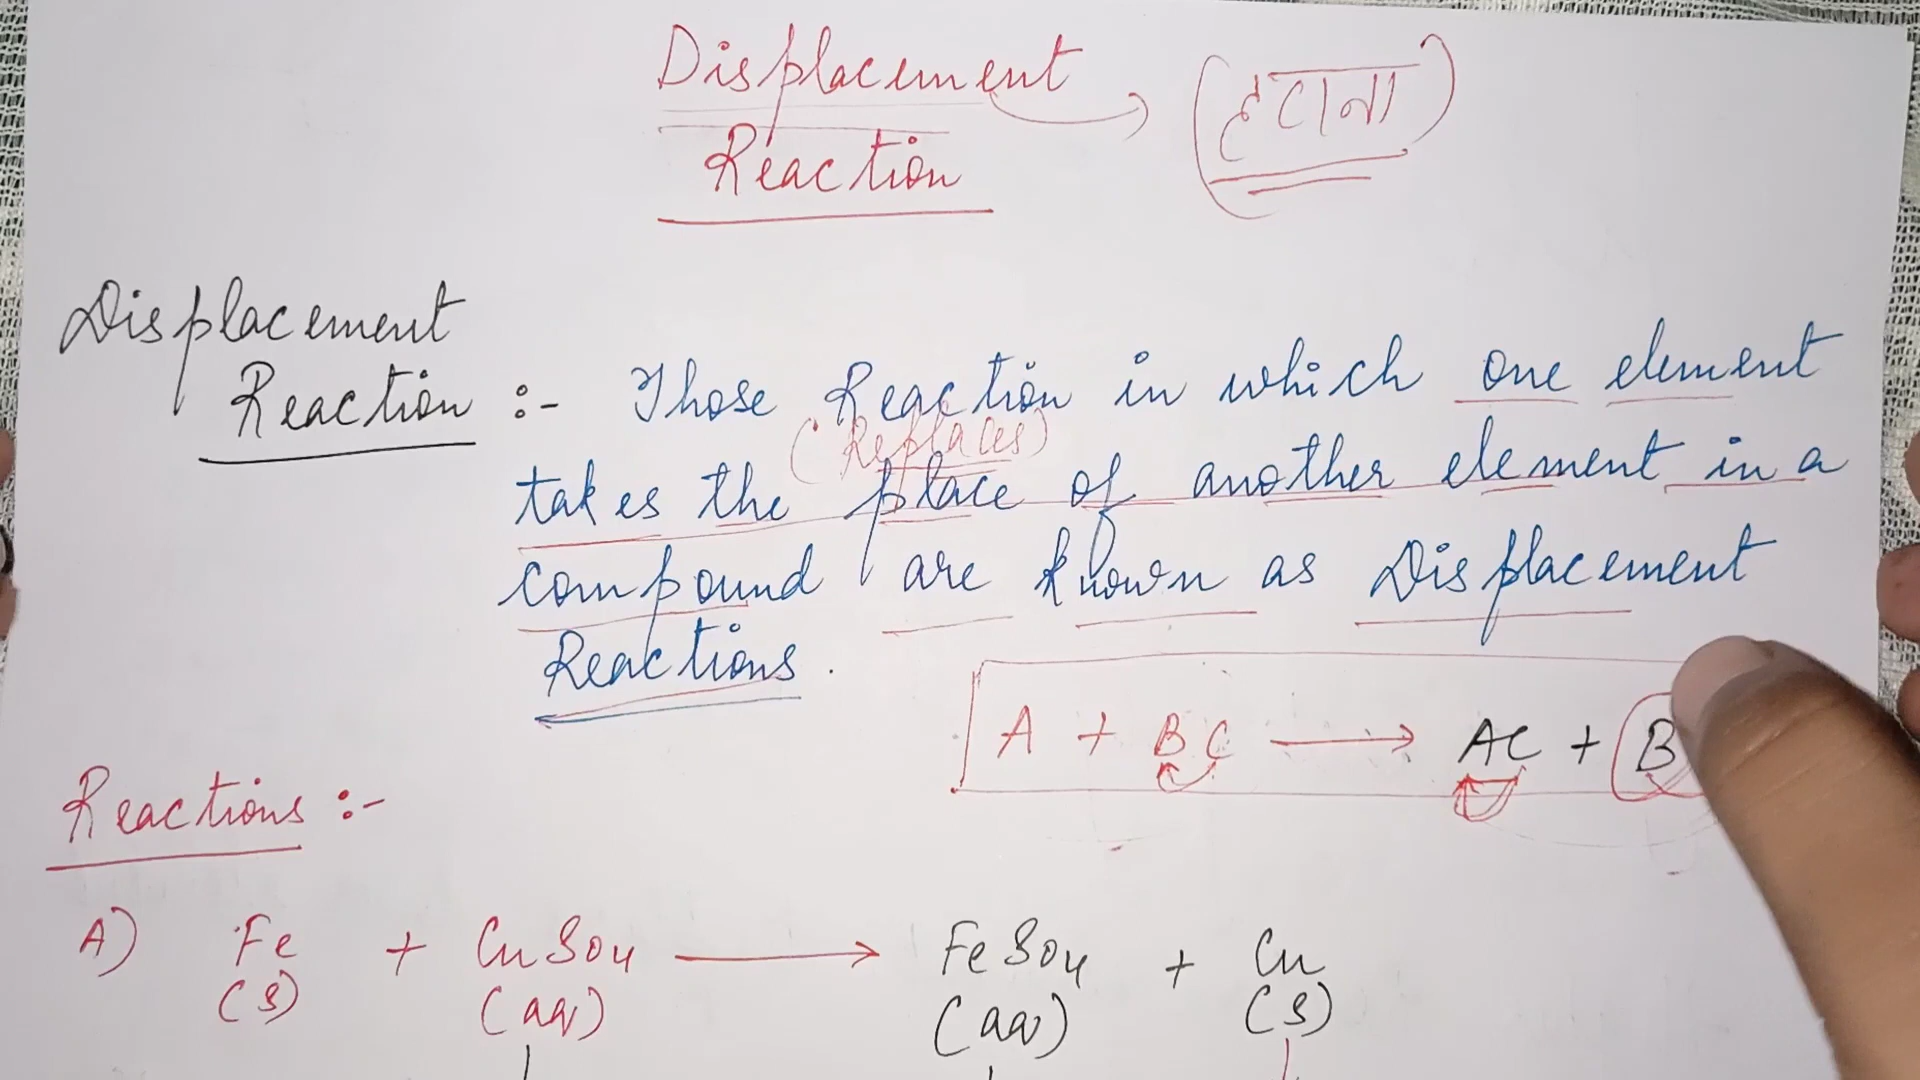 Displacement
Reaction
(हटाना)
Displacement
Reaction :- Those Reaction in which one element
(Replaces)
takes the place of another element in a
compound are known as Displacement
Reactions.
A + BC → AC + B
Reactions :-
A) Fe + CuSO4 → FeSO4 + Cu
(s) (aq) (aq) (s)